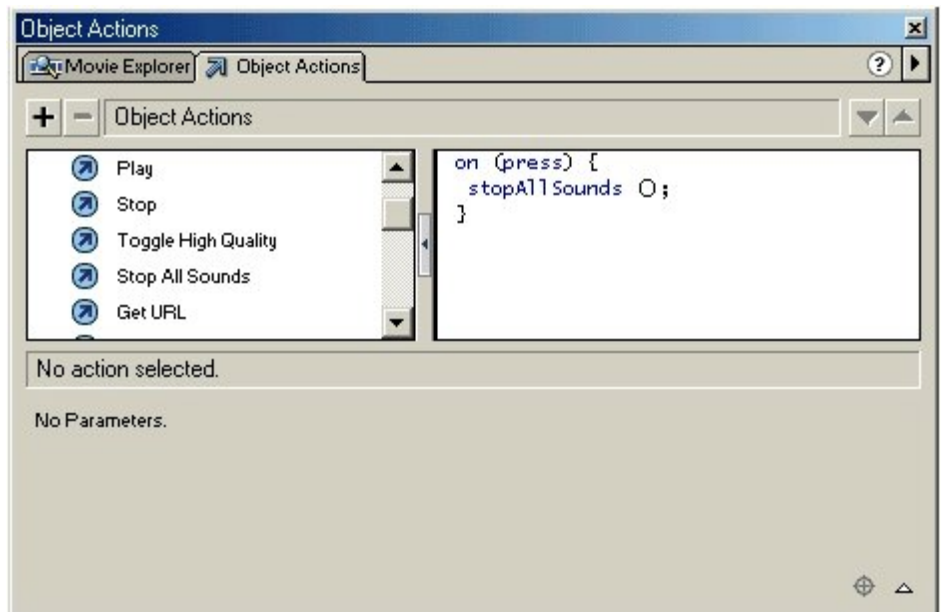 Object Actions
Movie Explorer Object Actions ?
+ - Object Actions
Play
Stop
Toggle High Quality
Stop All Sounds
Get URL
on (press) {
stopAllSounds ();
}
No action selected.
No Parameters.